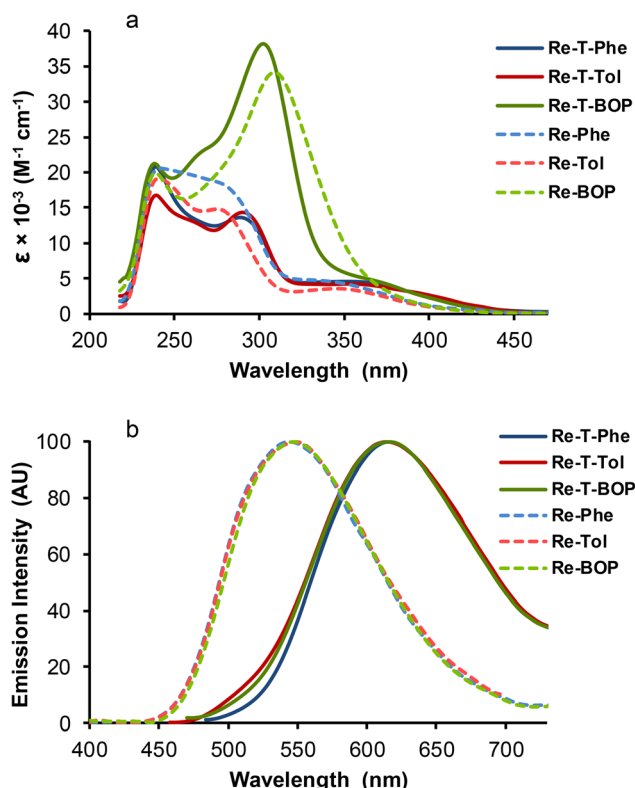 a
40
35
30
25
20
15
10
5
0
ε × 10⁻³ (M⁻¹ cm⁻¹)
200 250 300 350 400 450
Wavelength (nm)
Re-T-Phe
Re-T-Tol
Re-T-BOP
Re-Phe
Re-Tol
Re-BOP
b
100
80
60
40
20
0
Emission Intensity (AU)
400 450 500 550 600 650 700
Wavelength (nm)
Re-T-Phe
Re-T-Tol
Re-T-BOP
Re-Phe
Re-Tol
Re-BOP